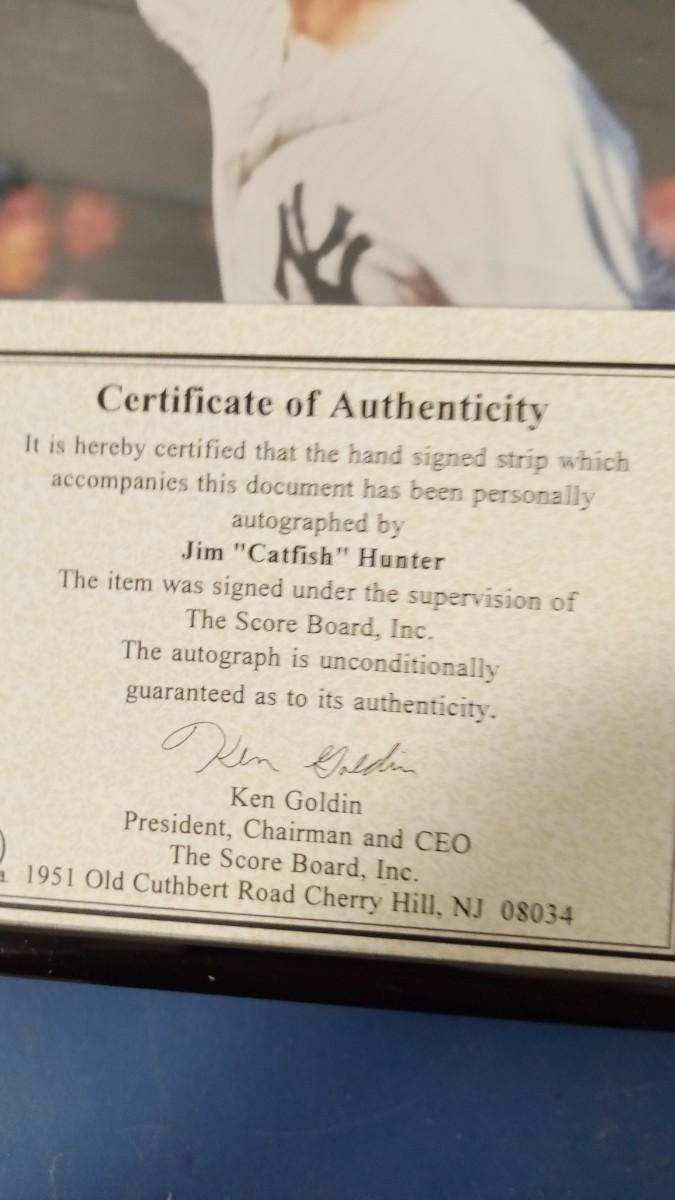 NY
Certificate of Authenticity
It is hereby certified that the hand signed strip which
accompanies this document has been personally
autographed by
Jim "Catfish" Hunter
The item was signed under the supervision of
The Score Board, Inc.
The autograph is unconditionally
guaranteed as to its authenticity.
Ken Goldin
Ken Goldin
President, Chairman and CEO
The Score Board, Inc.
1951 Old Cuthbert Road Cherry Hill, NJ 08034